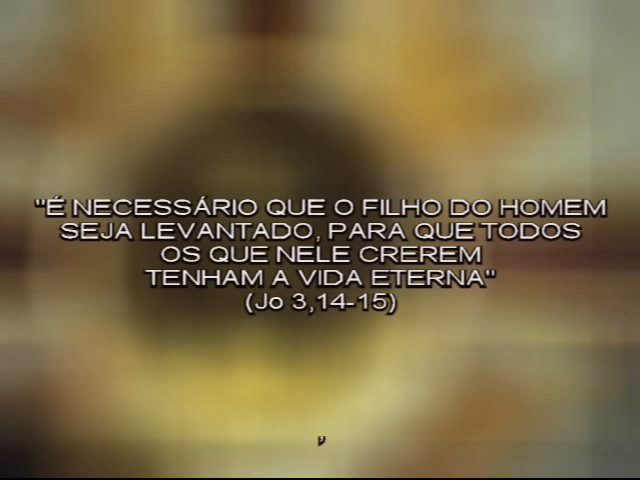 "É NECESSÁRIO QUE O FILHO DO HOMEM
SEJA LEVANTADO, PARA QUE TODOS
OS QUE NELE CREREM
TENHAM A VIDA ETERNA"
(Jo 3,14-15)
,